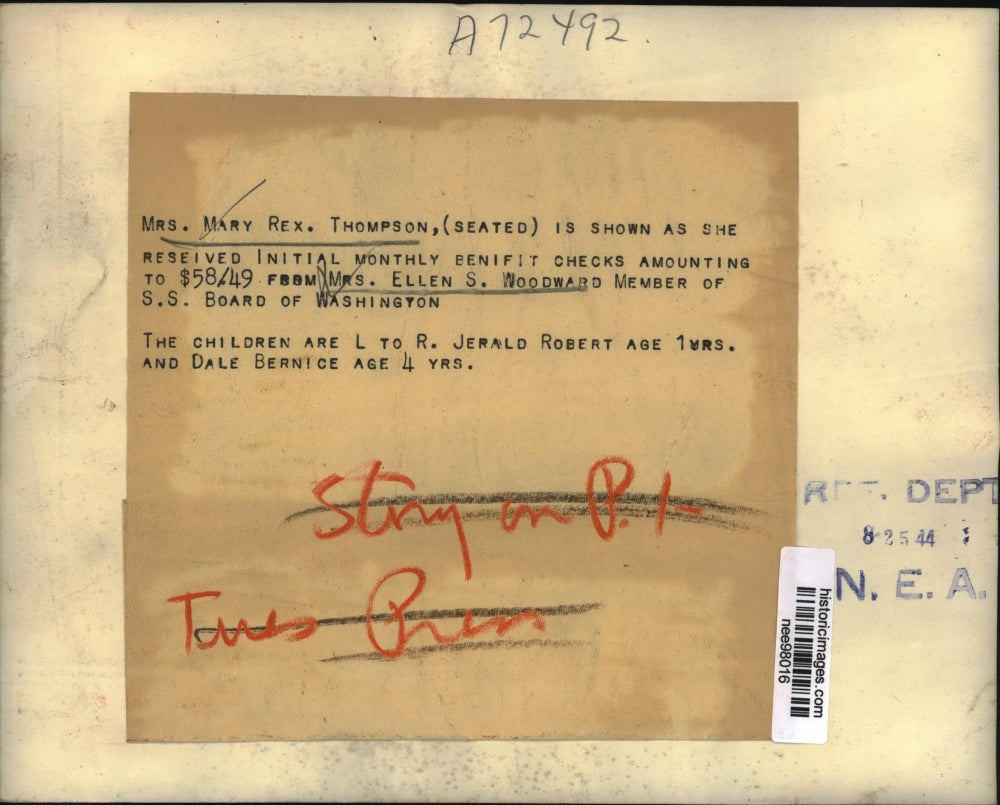 A72492.
MRS. MARY REX. THOMPSON, (SEATED) IS SHOWN AS SHE
RESEIVED INITIAL MONTHLY BENIFIT CHECKS AMOUNTING
TO $58/49 FROM MRS. ELLEN S. WOODWARD MEMBER OF
S.S. BOARD OF WASHINGTON
THE CHILDREN ARE L TO R. JERALD ROBERT AGE 1 YRS.
AND DALE BERNICE AGE 4 YRS.
Story on P. 1-
Tues Press
DEPT
8 25 44
N. E. A.
historicimages.com
nee98016